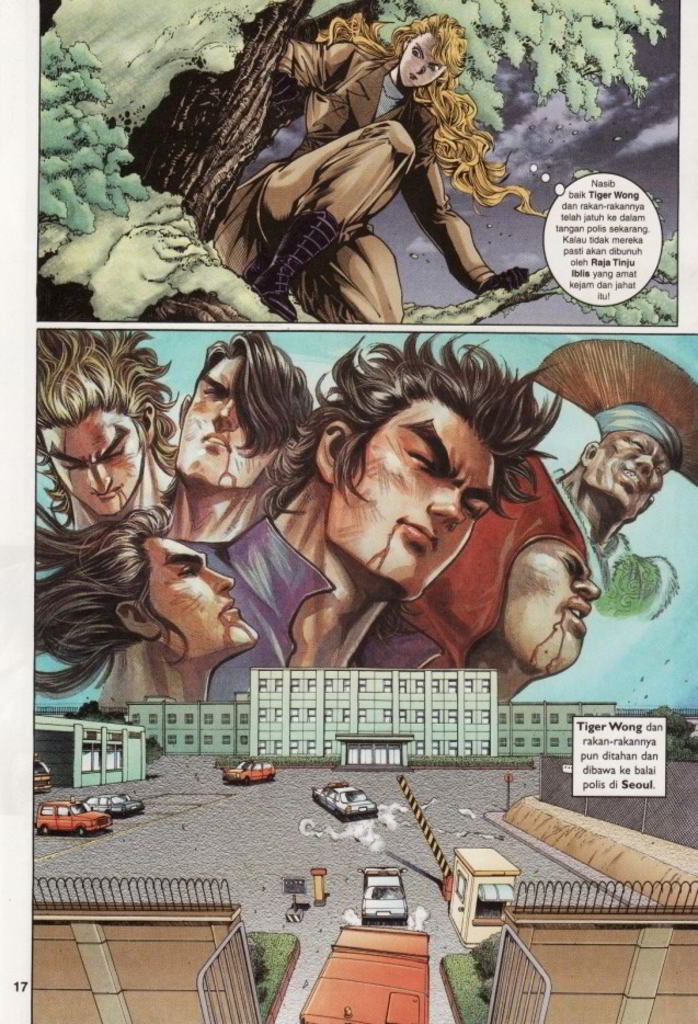 Nasib
baik Tiger Wong
dan rakan-rakannya
telah jatuh ke dalam
tangan polis sekarang.
Kalau tidak mereka
pasti akan dibunuh
oleh Raja Tinju
Iblis yang amat
kejam dan jahat
itu!
Tiger Wong dan
rakan-rakannya
pun ditahan dan
dibawa ke balai
polis di Seoul.
17